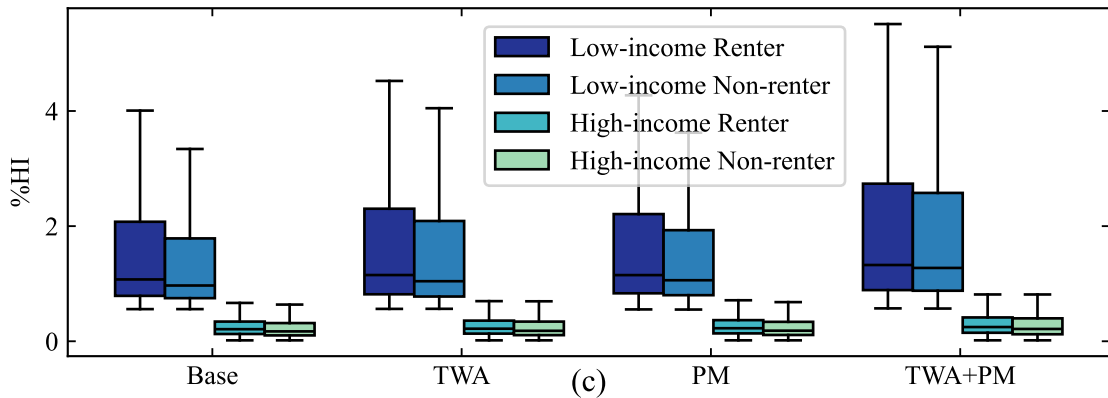 Low-income Renter
Low-income Non-renter
High-income Renter
High-income Non-renter
%HI
4
2
0
Base
TWA
PM
TWA+PM
(c)